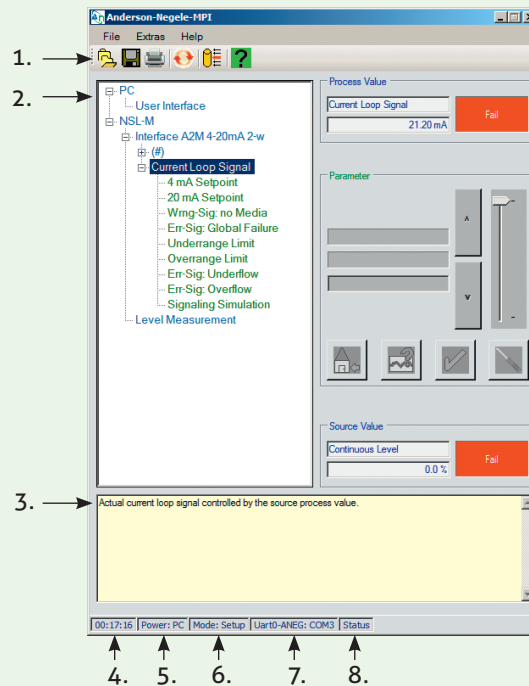 Anderson-Negele-MPI
File Extras Help
1.
2.
PC
User Interface
NSL-M
Interface A2M 4-20mA 2-w
(#)
Current Loop Signal
4 mA Setpoint
20 mA Setpoint
Wrng-Sig: no Media
Err-Sig: Global Failure
Underrange Limit
Overrange Limit
Err-Sig: Underflow
Err-Sig: Overflow
Signaling Simulation
Level Measurement
Process Value
Current Loop Signal
21.20 mA
Fail
Parameter
Source Value
Continuous Level
0.0 %
Fail
3.
Actual current loop signal controlled by the source process value.
00:17:16 Power: PC Mode: Setup Uart0-ANEG: COM3 Status
4. 5. 6. 7. 8.